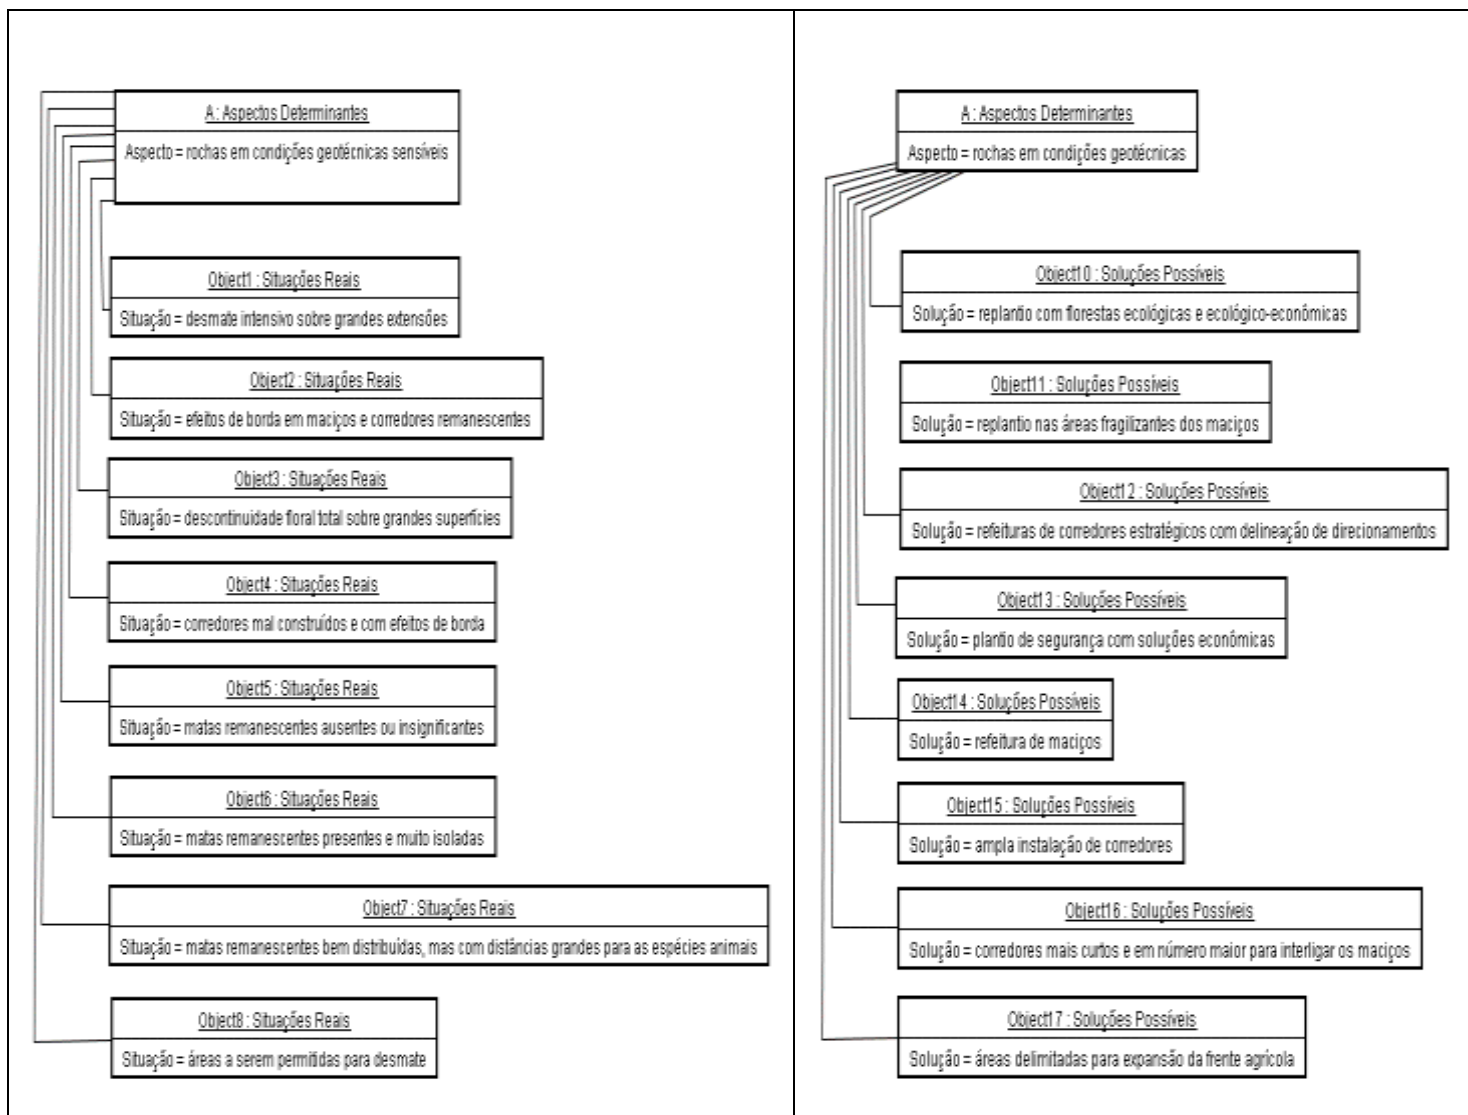 A : Aspectos Determinantes
Aspecto = rochas em condições geotécnicas sensíveis
Object1 : Situações Reais
Situação = desmate intensivo sobre grandes extensões
Object2 : Situações Reais
Situação = efeitos de borda em maciços e corredores remanescentes
Object3 : Situações Reais
Situação = descontinuidade floral total sobre grandes superfícies
Object4 : Situações Reais
Situação = corredores mal construídos e com efeitos de borda
Object5 : Situações Reais
Situação = matas remanescentes ausentes ou insignificantes
Object6 : Situações Reais
Situação = matas remanescentes presentes e muito isoladas
Object7 : Situações Reais
Situação = matas remanescentes bem distribuídas, mas com distâncias grandes para as espécies animais
Object8 : Situações Reais
Situação = áreas a serem permitidas para desmate
A : Aspectos Determinantes
Aspecto = rochas em condições geotécnicas
Object10 : Soluções Possíveis
Solução = replantio com florestas ecológicas e ecológico-econômicas
Object11 : Soluções Possíveis
Solução = replantio nas áreas fragilizantes dos maciços
Object12 : Soluções Possíveis
Solução = refeituras de corredores estratégicos com delineação de direcionamentos
Object13 : Soluções Possíveis
Solução = plantio de segurança com soluções econômicas
Object14 : Soluções Possíveis
Solução = refeitura de maciços
Object15 : Soluções Possíveis
Solução = ampla instalação de corredores
Object16 : Soluções Possíveis
Solução = corredores mais curtos e em número maior para interligar os maciços
Object17 : Soluções Possíveis
Solução = áreas delimitadas para expansão da frente agrícola